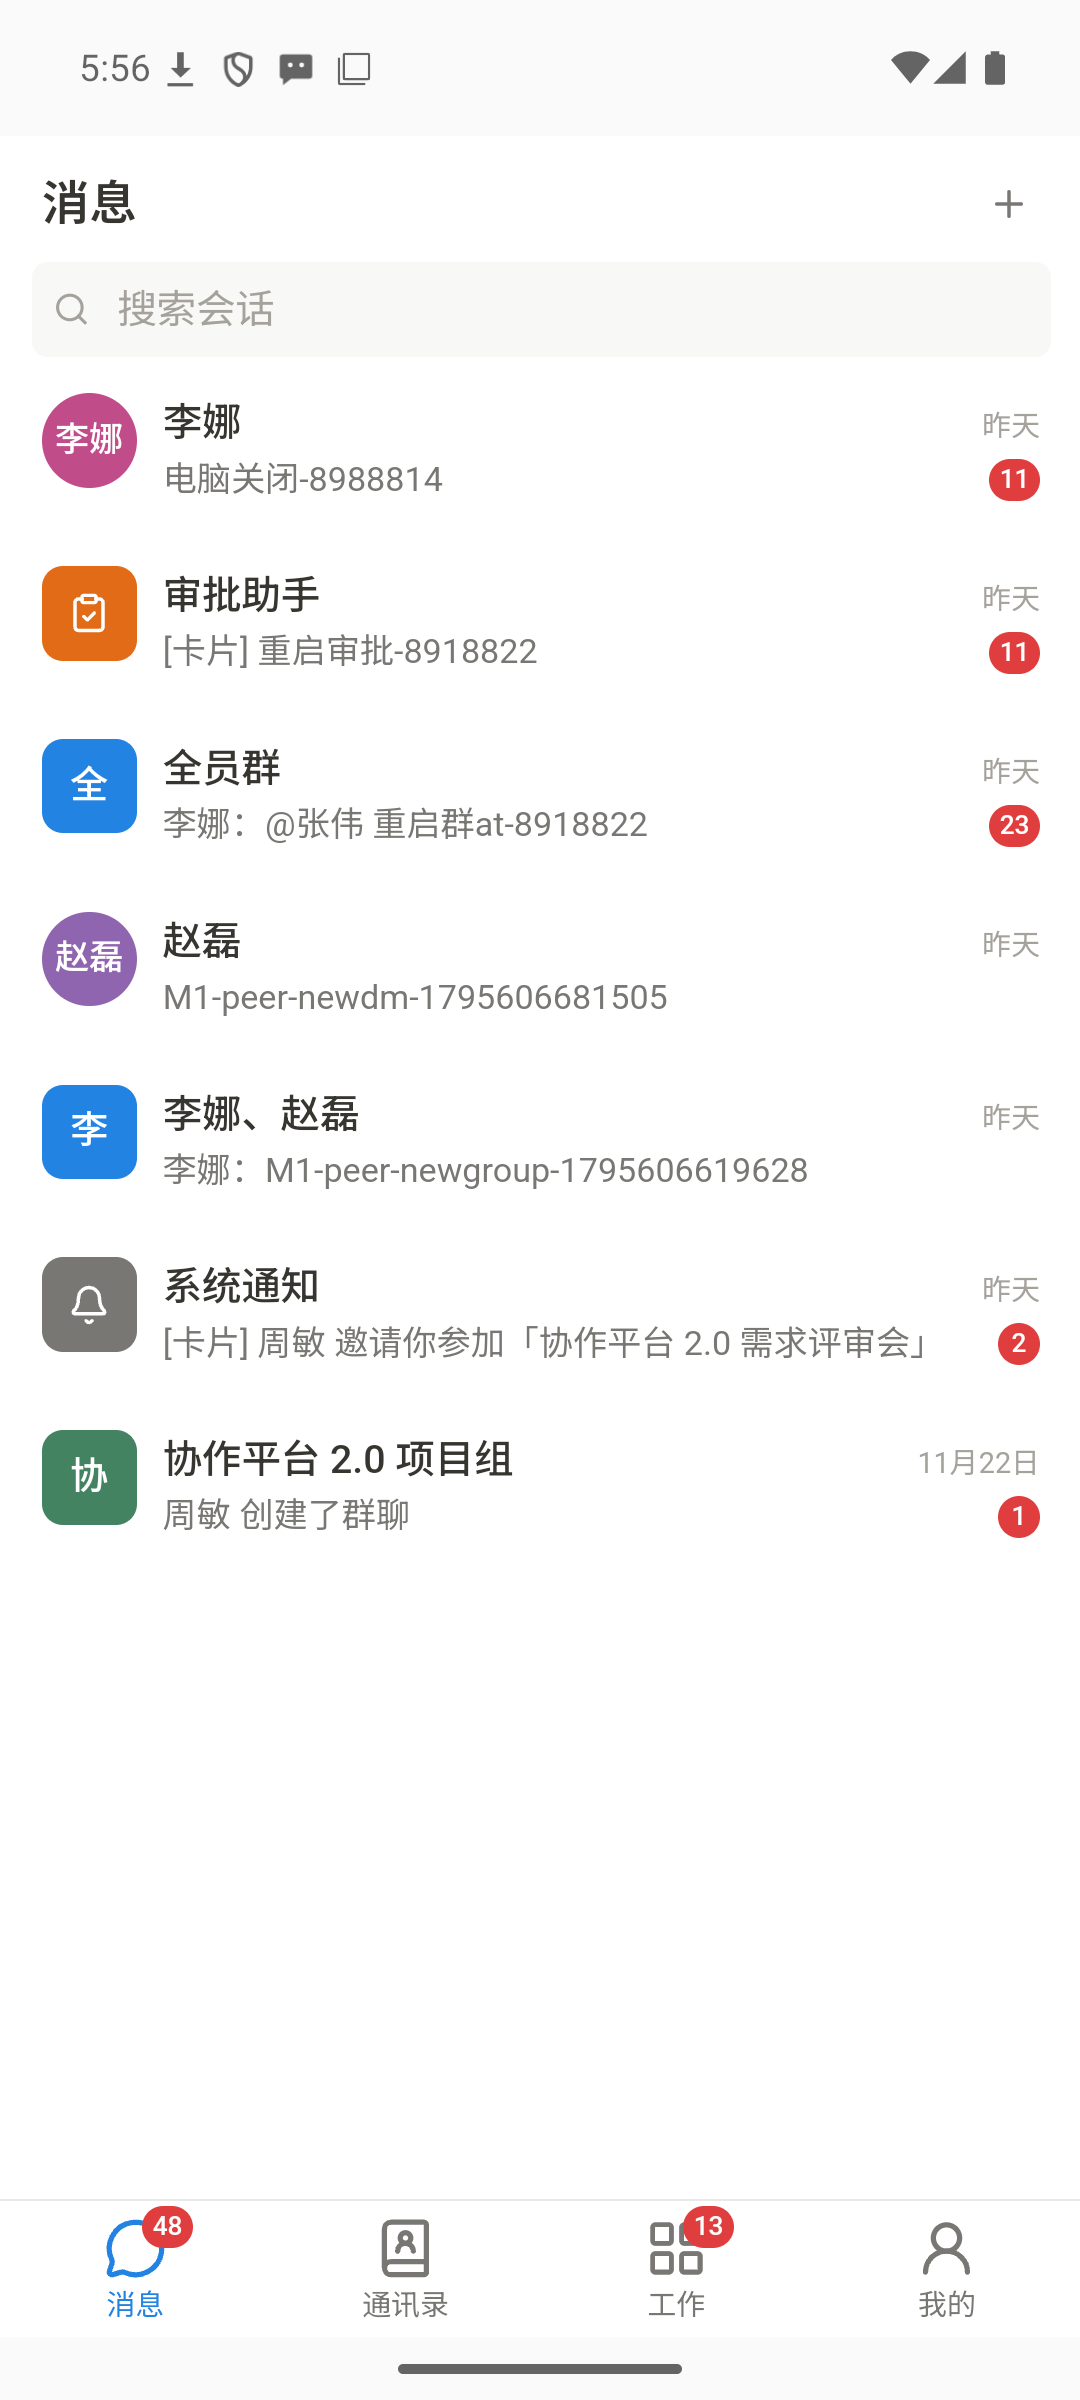 5:56
消息
搜索会话
李娜
李娜
昨天
电脑关闭-8988814
11
审批助手
昨天
[卡片] 重启审批-8918822
11
全
全员群
昨天
李娜：@张伟 重启群at-8918822
23
赵磊
赵磊
昨天
M1-peer-newdm-1795606681505
李
李娜、赵磊
昨天
李娜：M1-peer-newgroup-1795606619628
系统通知
昨天
[卡片] 周敏 邀请你参加「协作平台 2.0 需求评审会」
2
协
协作平台 2.0 项目组
11月22日
周敏 创建了群聊
1
48
13
消息
通讯录
工作
我的